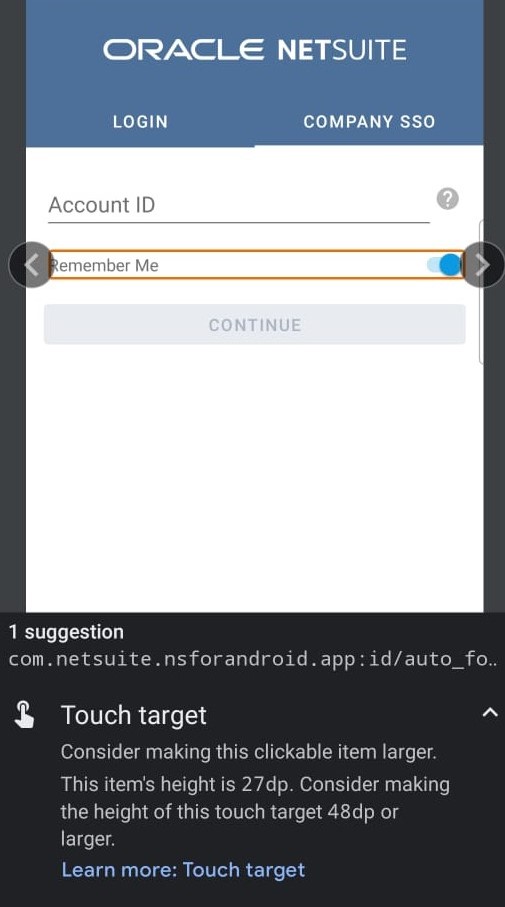 ORACLE NETSUITE
LOGIN
COMPANY SSO
Account ID
?
Remember Me
CONTINUE
1 suggestion
com.netsuite.nsforandroid.app:id/auto_fo..
Touch target
Consider making this clickable item larger.
This item's height is 27dp. Consider making
the height of this touch target 48dp or
larger.
Learn more: Touch target